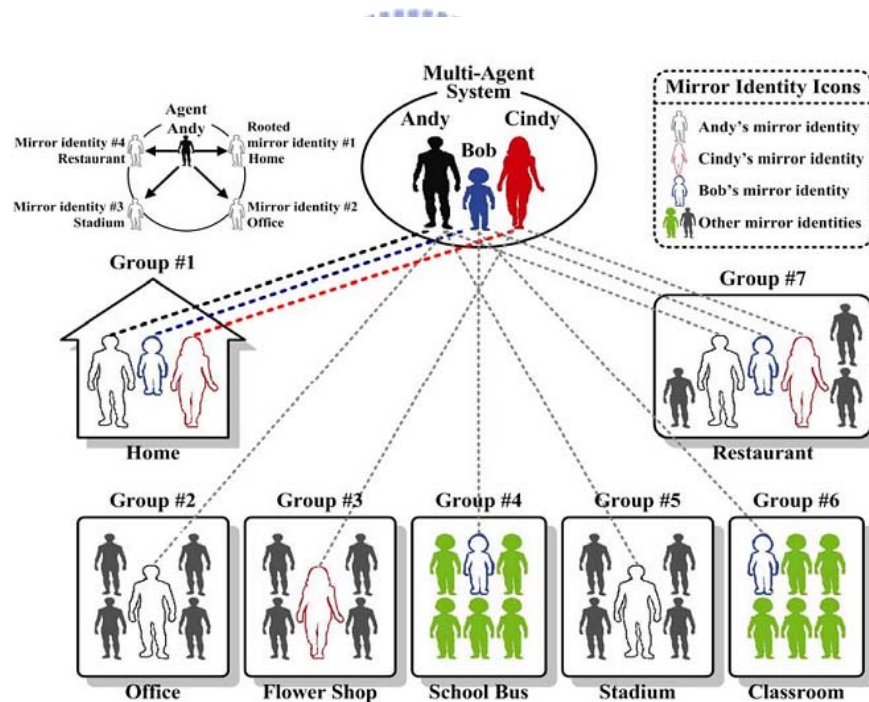 Multi-Agent
System
Andy
Bob
Cindy
Agent
Andy
Mirror identity #4
Restaurant
Rooted
mirror identity #1
Home
Mirror identity #3
Stadium
Mirror identity #2
Office
Mirror Identity Icons
Andy's mirror identity
Cindy's mirror identity
Bob's mirror identity
Other mirror identities
Group #1
Home
Group #7
Restaurant
Group #2
Office
Group #3
Flower Shop
Group #4
School Bus
Group #5
Stadium
Group #6
Classroom